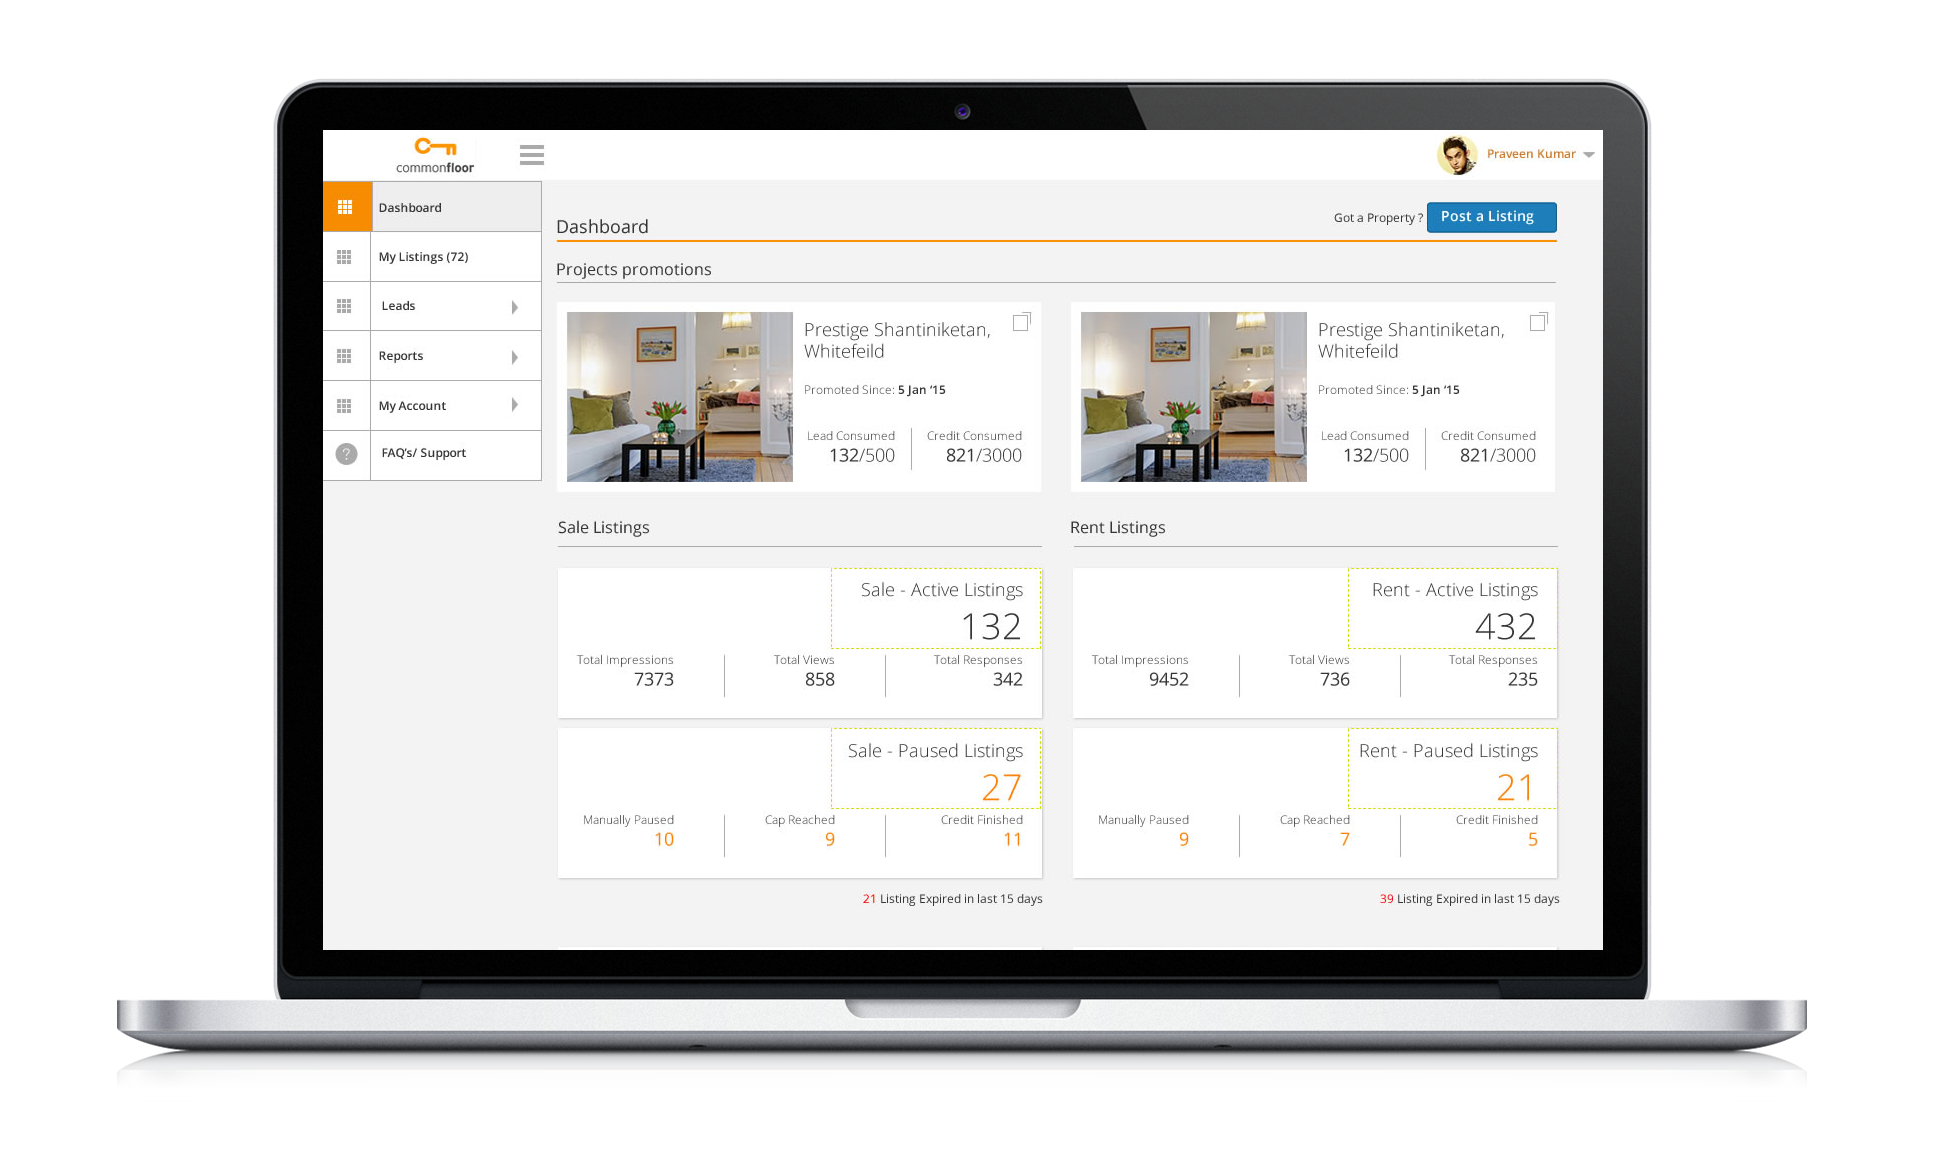 commonfloor
Praveen Kumar
Dashboard
My Listings (72)
Leads
Reports
My Account
? FAQ's/ Support
Dashboard
Got a Property ? Post a Listing
Projects promotions
Prestige Shantiniketan,
Whitefeild
Promoted Since: 5 Jan ‘15
Lead Consumed Credit Consumed
132/500 821/3000
Prestige Shantiniketan,
Whitefeild
Promoted Since: 5 Jan ‘15
Lead Consumed Credit Consumed
132/500 821/3000
Sale Listings
Sale - Active Listings
132
Total Impressions Total Views Total Responses
7373 858 342
Sale - Paused Listings
27
Manually Paused Cap Reached Credit Finished
10 9 11
21 Listing Expired in last 15 days
Rent Listings
Rent - Active Listings
432
Total Impressions Total Views Total Responses
9452 736 235
Rent - Paused Listings
21
Manually Paused Cap Reached Credit Finished
9 7 5
39 Listing Expired in last 15 days